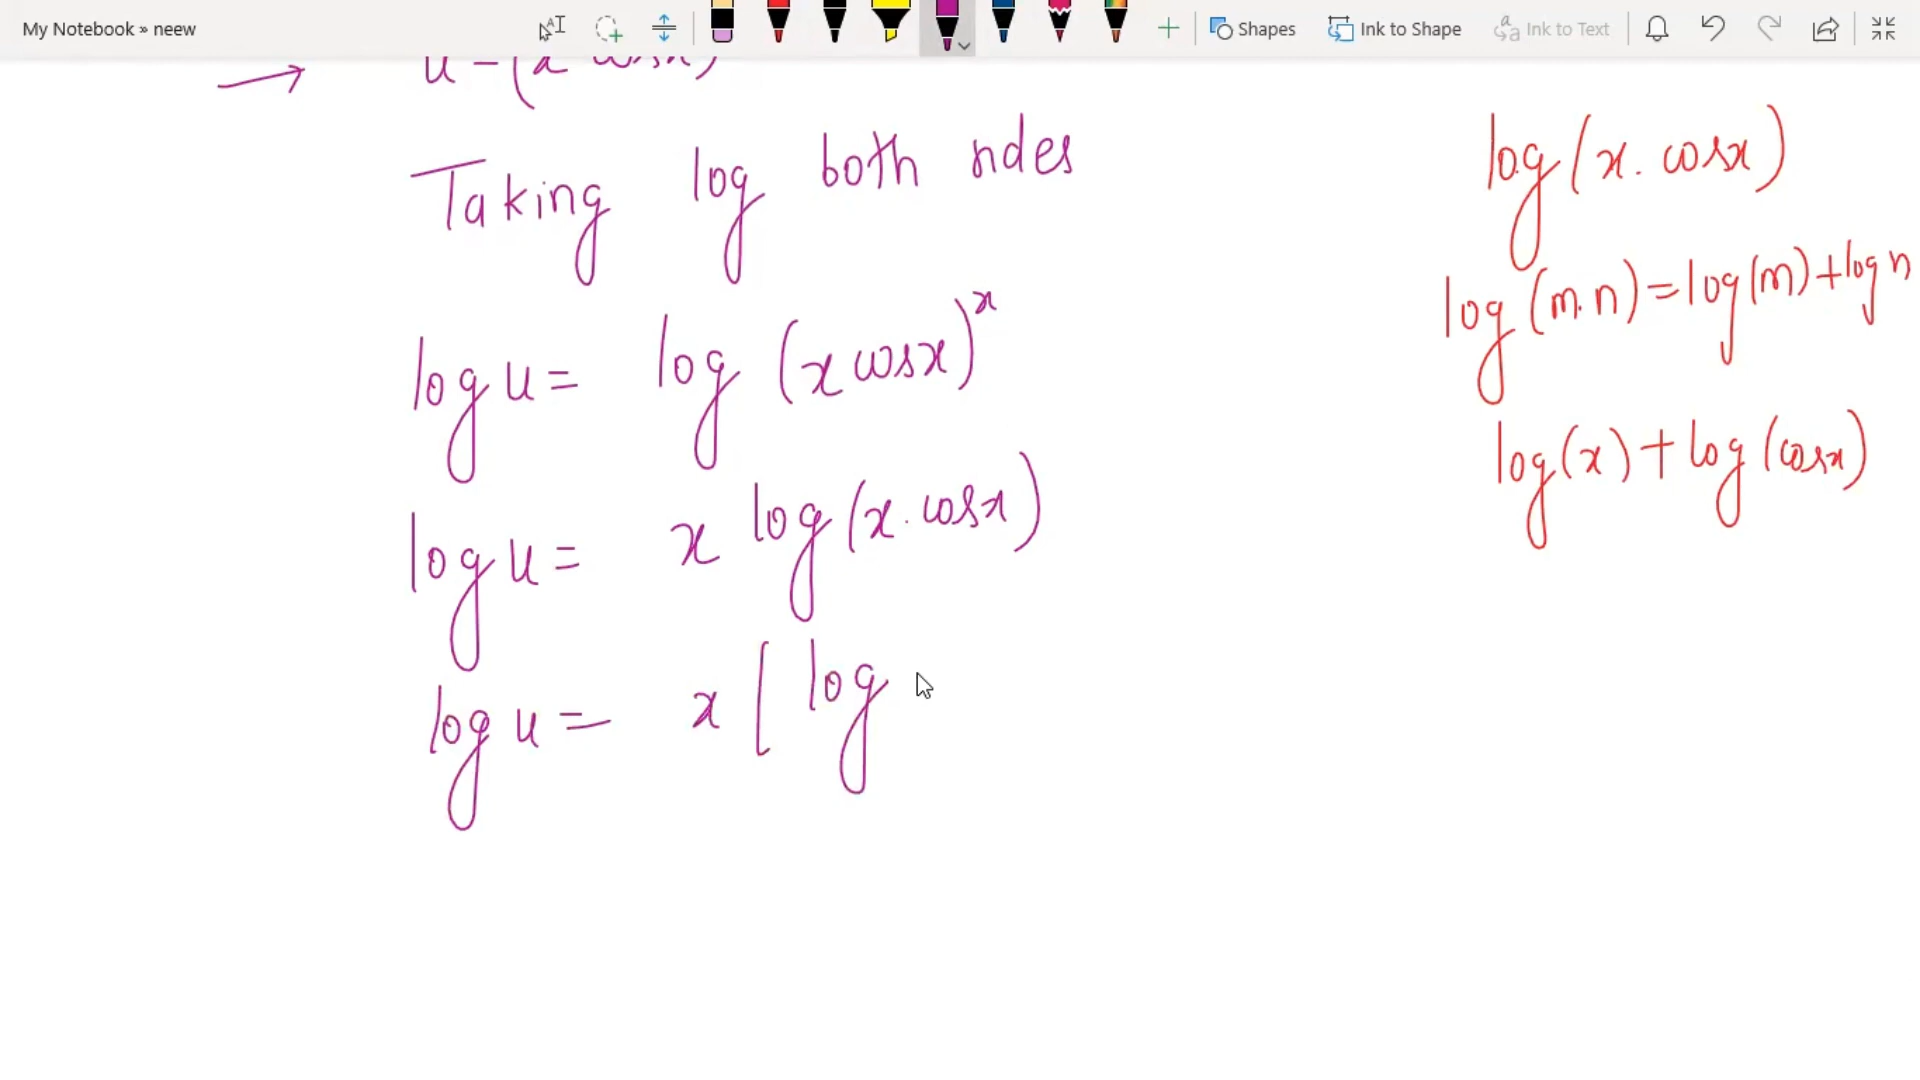 My Notebook » neew
Shapes Ink to Shape Ink to Text
Taking log both sides
log u = log (x cosx)^x
log u = x log (x . cosx)
log u = x [ log
log (x . cosx)
log (m. n) = log (m) + log n
log (x) + log (cosx)